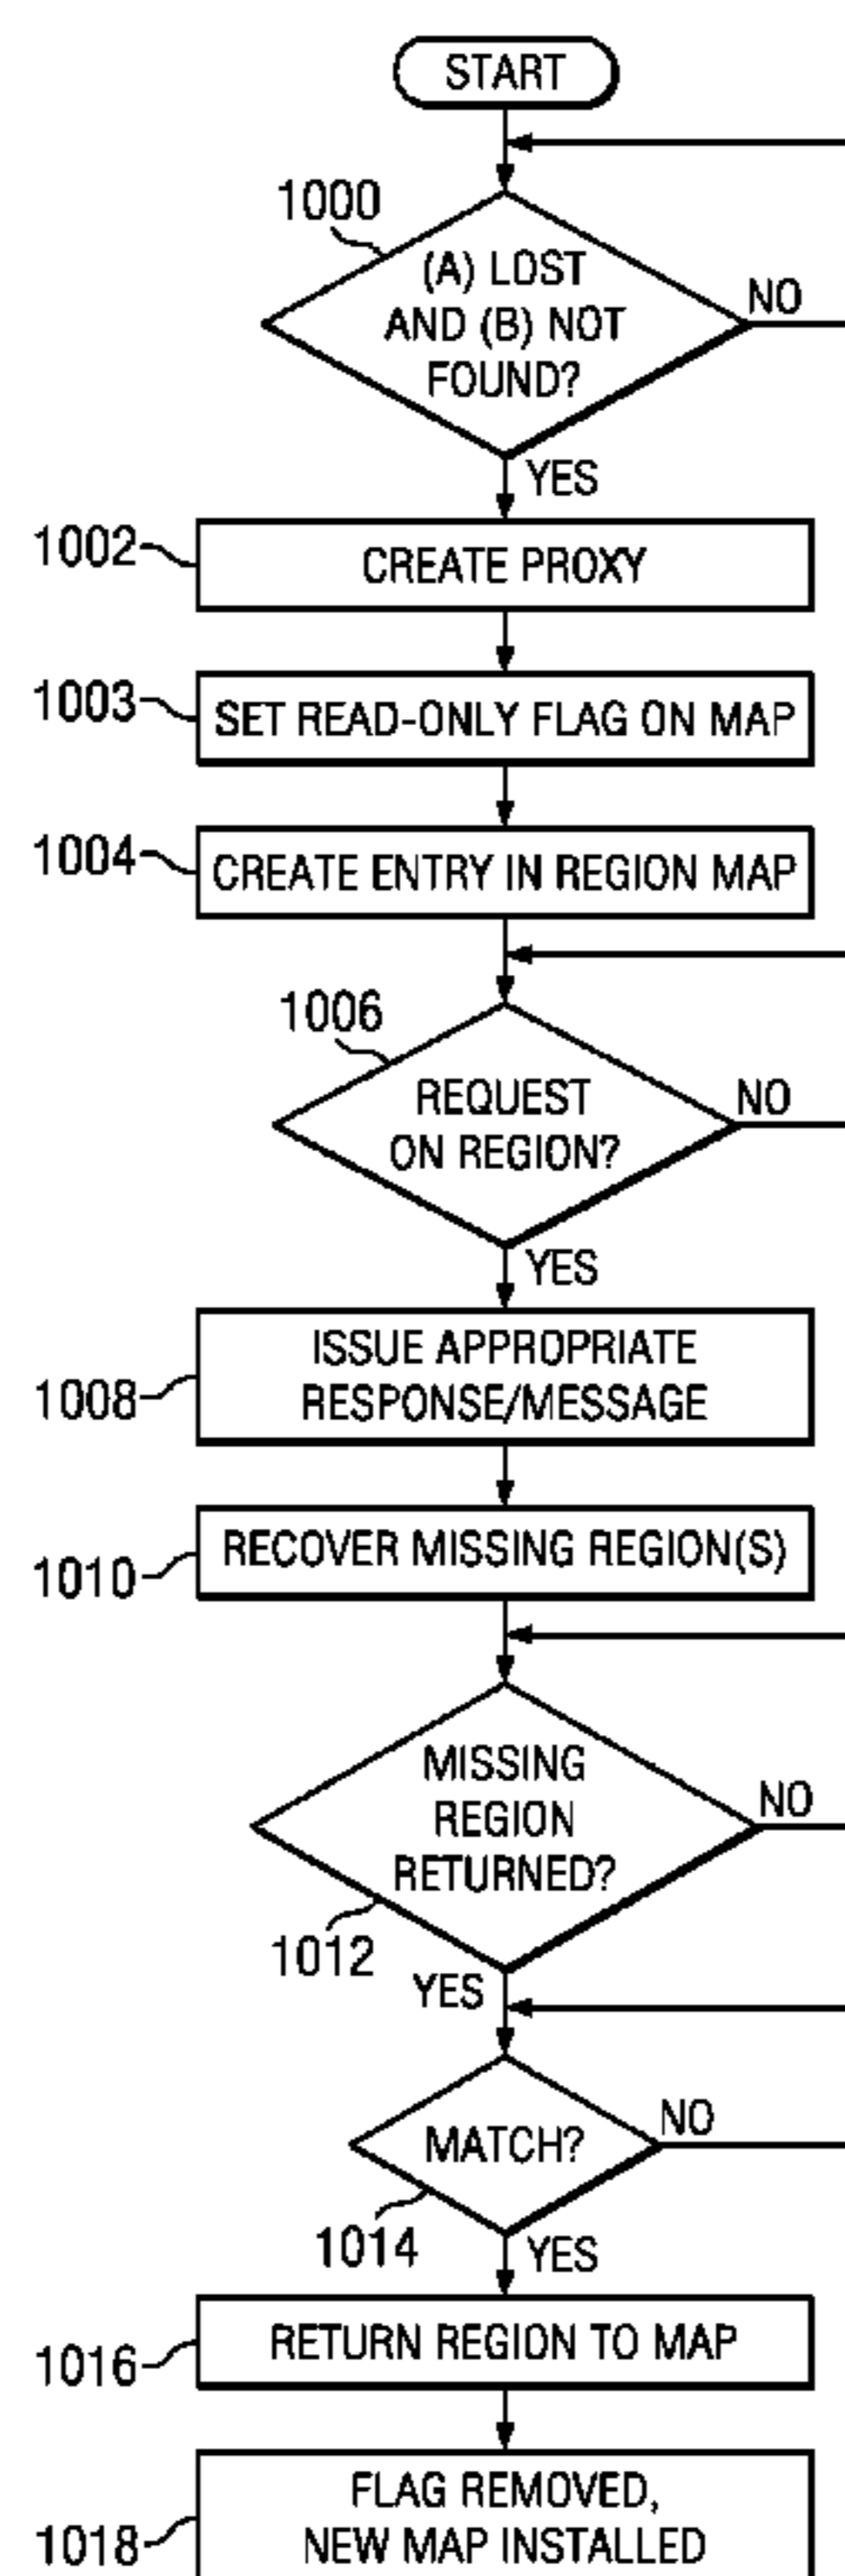 START
1000
(A) LOST
AND (B) NOT
FOUND?
NO
YES
1002
CREATE PROXY
1003
SET READ-ONLY FLAG ON MAP
1004
CREATE ENTRY IN REGION MAP
1006
REQUEST
ON REGION?
NO
YES
ISSUE APPROPRIATE
RESPONSE/MESSAGE
1008
RECOVER MISSING REGION(S)
1010
MISSING
REGION
RETURNED?
NO
1012
YES
MATCH?
NO
1014
YES
RETURN REGION TO MAP
1016
FLAG REMOVED,
NEW MAP INSTALLED
1018